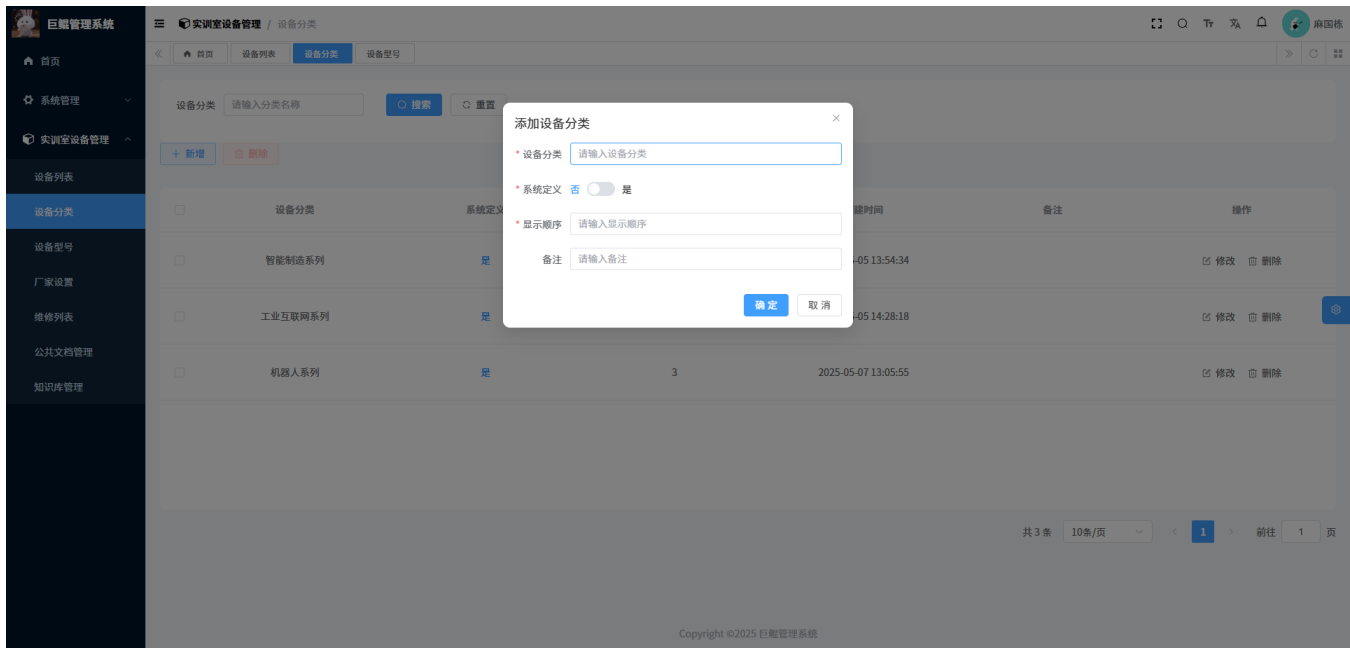 巨鲲管理系统
实训室设备管理 / 设备分类
麻国栋
首页
设备列表
设备分类
设备型号
首页
系统管理
实训室设备管理
设备列表
设备分类
设备型号
厂家设置
维修列表
公共文档管理
知识库管理
设备分类 请输入分类名称 搜索 重置
+ 新增 删除
设备分类 系统定义 建时间 备注 操作
智能制造系列 是 -05 13:54:34 修改 删除
工业互联网系列 是 -05 14:28:18 修改 删除
机器人系列 是 3 2025-05-07 13:05:55 修改 删除
添加设备分类
* 设备分类 请输入设备分类
* 系统定义 否 是
* 显示顺序 请输入显示顺序
备注 请输入备注
确定 取消
共 3 条 10条/页 1 前往 1 页
Copyright ©2025 巨鲲管理系统